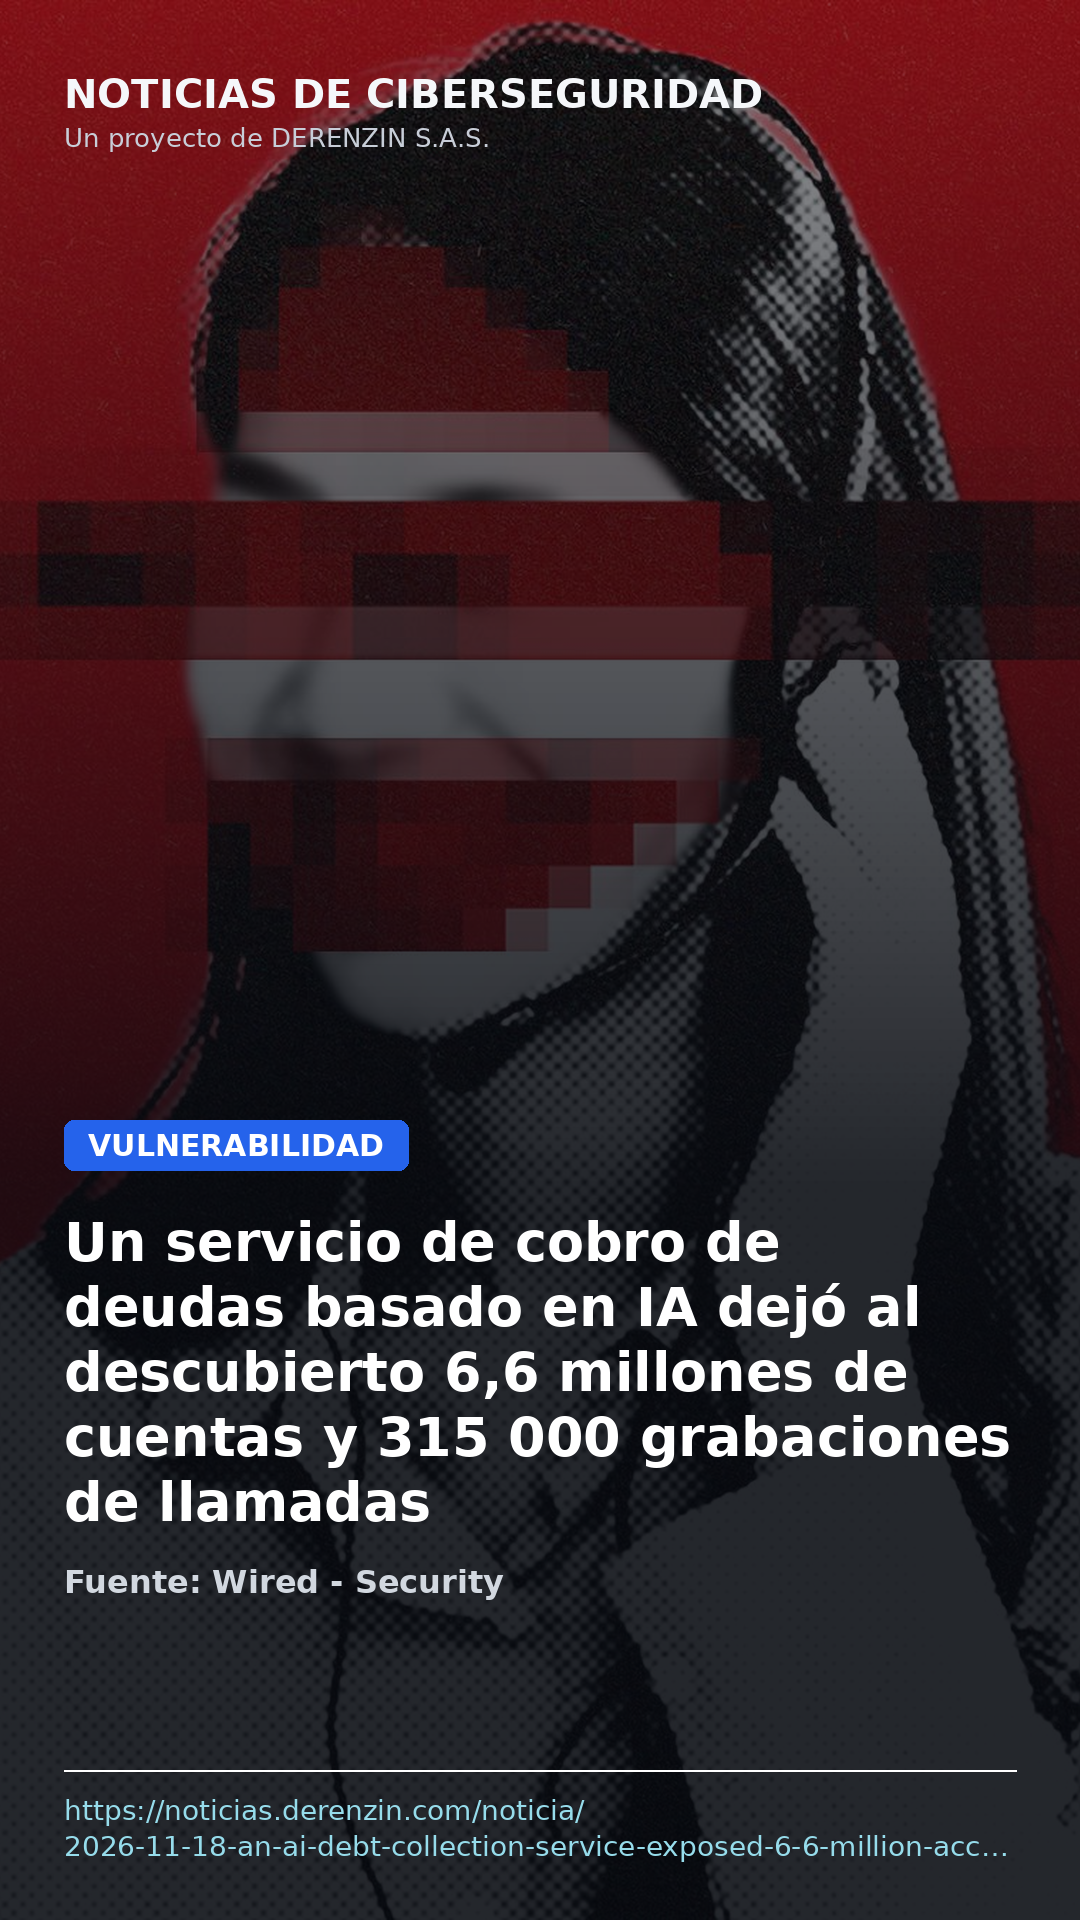 NOTICIAS DE CIBERSEGURIDAD
Un proyecto de DERENZIN S.A.S.
VULNERABILIDAD
Un servicio de cobro de
deudas basado en IA dejó al
descubierto 6,6 millones de
cuentas y 315 000 grabaciones
de llamadas
Fuente: Wired - Security
https://noticias.derenzin.com/noticia/
2026-11-18-an-ai-debt-collection-service-exposed-6-6-million-acc...